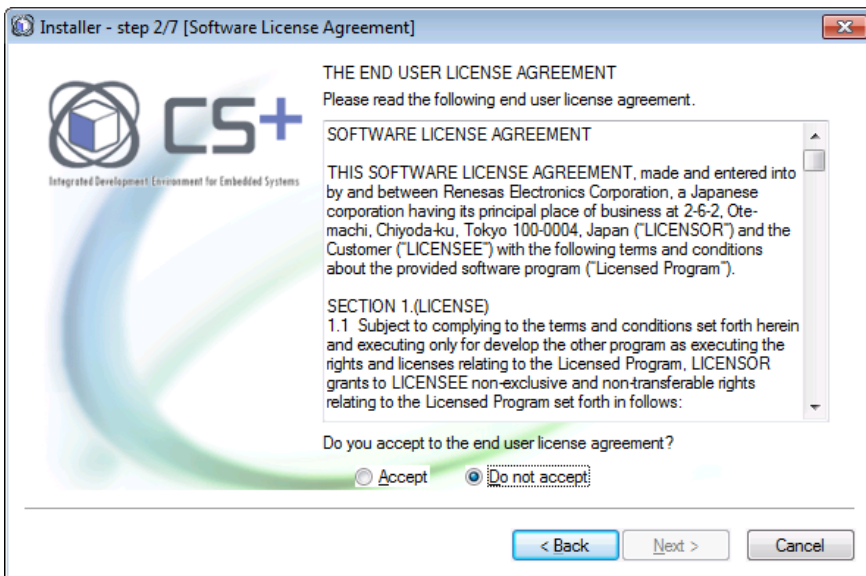 Installer - step 2/7 [Software License Agreement]
CS+
Integrated Development Environment for Embedded Systems
THE END USER LICENSE AGREEMENT
Please read the following end user license agreement.
SOFTWARE LICENSE AGREEMENT
THIS SOFTWARE LICENSE AGREEMENT, made and entered into
by and between Renesas Electronics Corporation, a Japanese
corporation having its principal place of business at 2-6-2, Ote-
machi, Chiyoda-ku, Tokyo 100-0004, Japan ("LICENSOR") and the
Customer ("LICENSEE") with the following terms and conditions
about the provided software program ("Licensed Program").
SECTION 1.(LICENSE)
1.1 Subject to complying to the terms and conditions set forth herein
and executing only for develop the other program as executing the
rights and licenses relating to the Licensed Program, LICENSOR
grants to LICENSEE non-exclusive and non-transferable rights
relating to the Licensed Program set forth in follows:
Do you accept to the end user license agreement?
Accept
Do not accept
< Back
Next >
Cancel